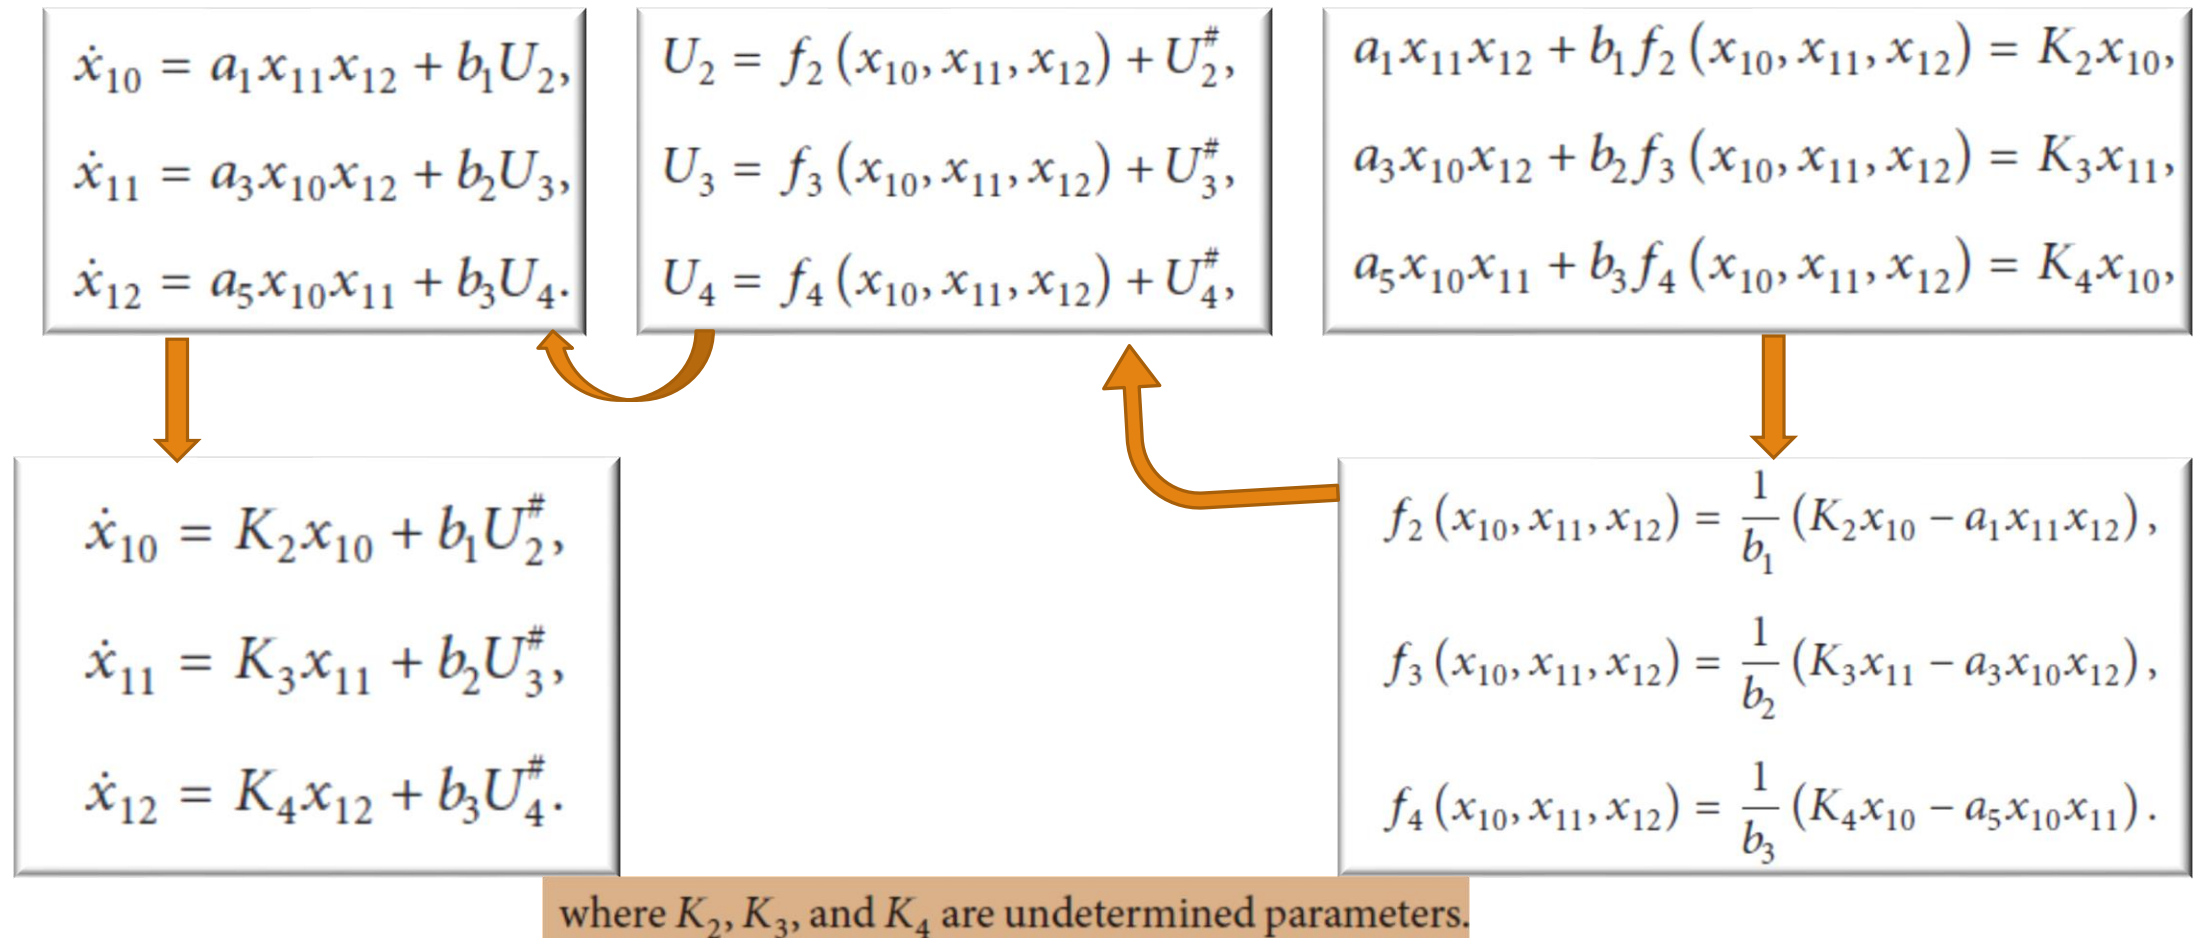 ẋ₁₀ = a₁x₁₁x₁₂ + b₁U₂,
ẋ₁₁ = a₃x₁₀x₁₂ + b₂U₃,
ẋ₁₂ = a₅x₁₀x₁₁ + b₃U₄.
U₂ = f₂ (x₁₀, x₁₁, x₁₂) + U₂^#,
U₃ = f₃ (x₁₀, x₁₁, x₁₂) + U₃^#,
U₄ = f₄ (x₁₀, x₁₁, x₁₂) + U₄^#,
a₁x₁₁x₁₂ + b₁f₂ (x₁₀, x₁₁, x₁₂) = K₂x₁₀,
a₃x₁₀x₁₂ + b₂f₃ (x₁₀, x₁₁, x₁₂) = K₃x₁₁,
a₅x₁₀x₁₁ + b₃f₄ (x₁₀, x₁₁, x₁₂) = K₄x₁₀,
ẋ₁₀ = K₂x₁₀ + b₁U₂^#,
ẋ₁₁ = K₃x₁₁ + b₂U₃^#,
ẋ₁₂ = K₄x₁₂ + b₃U₄^#.
f₂ (x₁₀, x₁₁, x₁₂) = 1/b₁ (K₂x₁₀ − a₁x₁₁x₁₂),
f₃ (x₁₀, x₁₁, x₁₂) = 1/b₂ (K₃x₁₁ − a₃x₁₀x₁₂),
f₄ (x₁₀, x₁₁, x₁₂) = 1/b₃ (K₄x₁₀ − a₅x₁₀x₁₁).
where K₂, K₃, and K₄ are undetermined parameters.